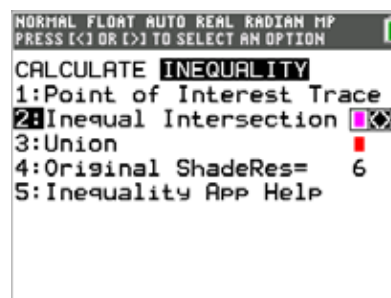 NORMAL FLOAT AUTO REAL RADIAN MP
PRESS [<] OR [>] TO SELECT AN OPTION
CALCULATE INEQUALITY
1:Point of Interest Trace
2:Inequal Intersection
3:Union
4:Original ShadeRes= 6
5:Inequality App Help